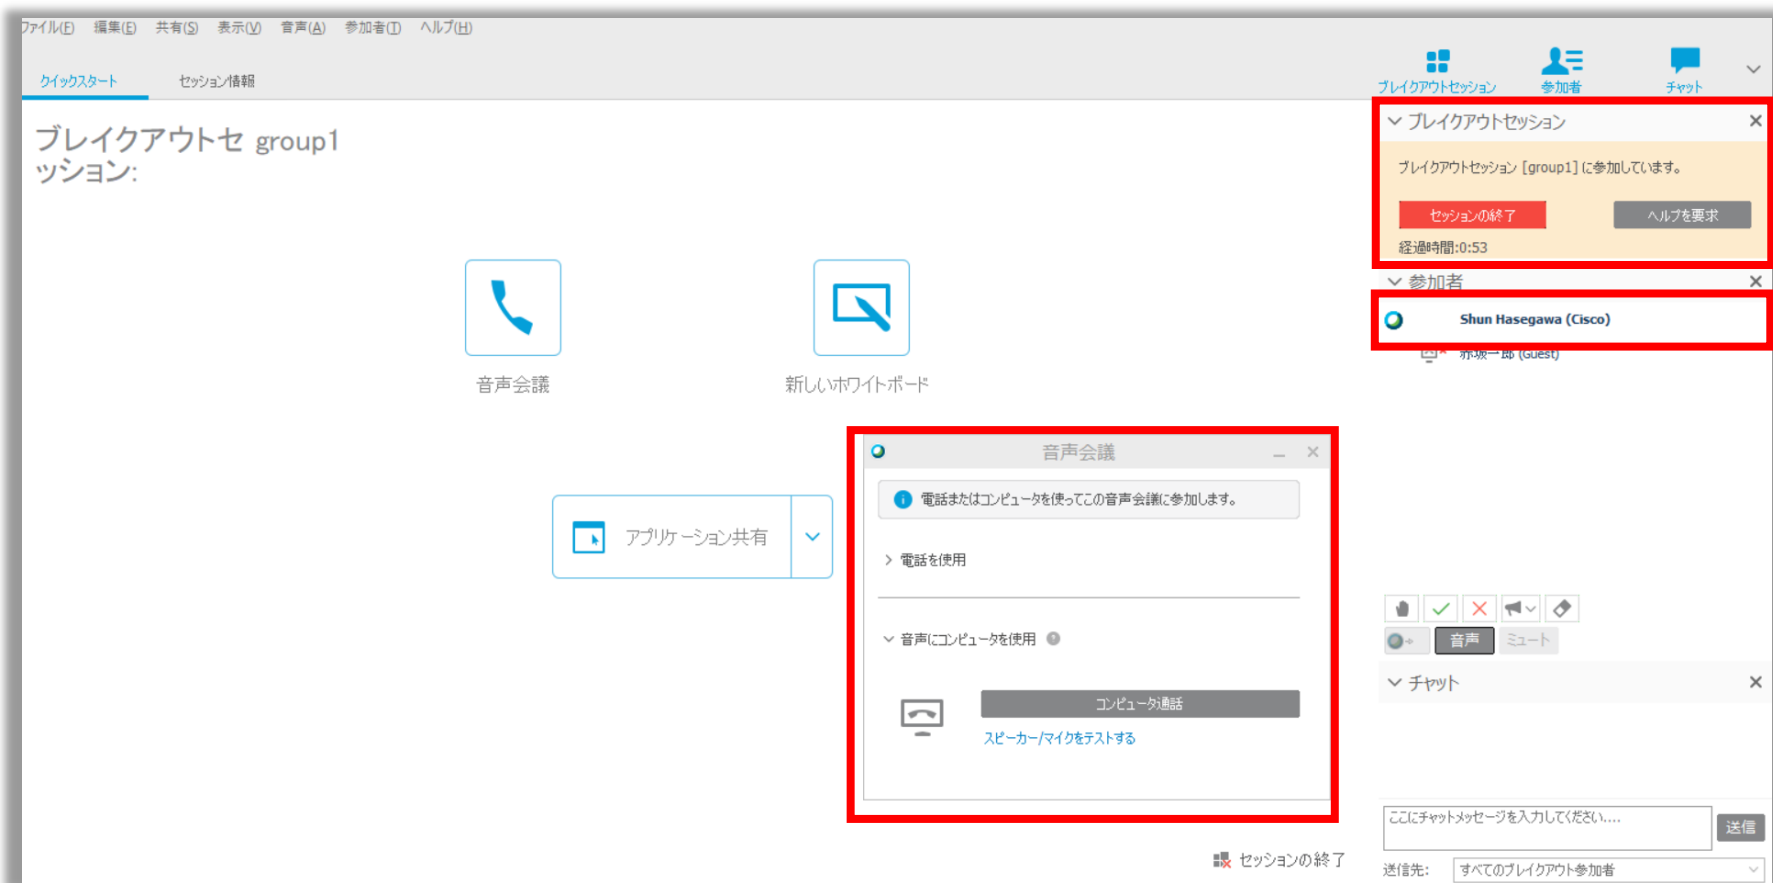 ファイル(F) 編集(E) 共有(S) 表示(V) 音声(A) 参加者(T) ヘルプ(H)
クイックスタート セッション情報
ブレイクアウトセッション 参加者 チャット
ブレイクアウトセ group1
ッション:
ブレイクアウトセッション
ブレイクアウトセッション [group1] に参加しています。
セッションの終了 ヘルプを要求
経過時間:0:53
参加者
Shun Hasegawa (Cisco)
赤坂一郎 (Guest)
音声会議 新しいホワイトボード
アプリケーション共有
音声会議
電話またはコンピュータを使ってこの音声会議に参加します。
電話を使用
音声にコンピュータを使用
コンピュータ通話
スピーカー/マイクをテストする
音声 ミュート
チャット
ここにチャットメッセージを入力してください....
送信
送信先: すべてのブレイクアウト参加者
セッションの終了